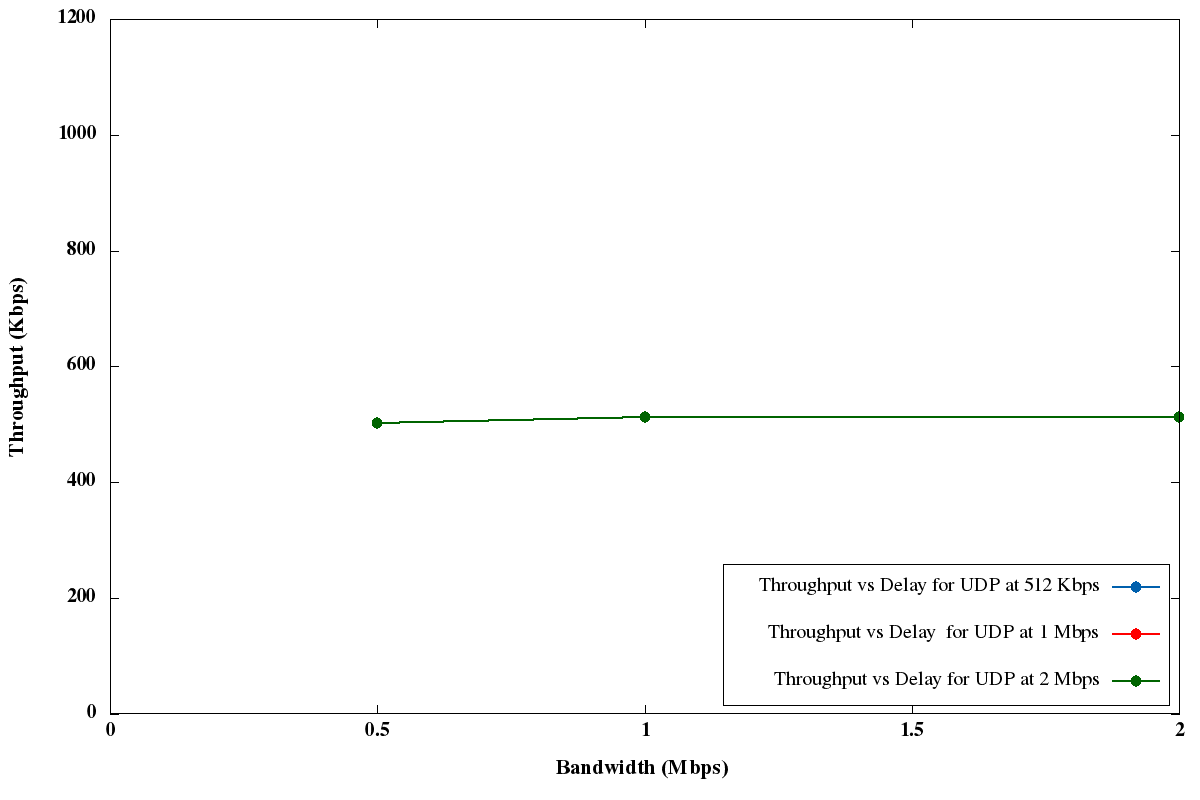 1200
1000
800
600
400
200
0
Throughput (Kbps)
Throughput vs Delay for UDP at 512 Kbps
Throughput vs Delay  for UDP at 1 Mbps
Throughput vs Delay for UDP at 2 Mbps
0 0.5 1 1.5 2
Bandwidth (Mbps)